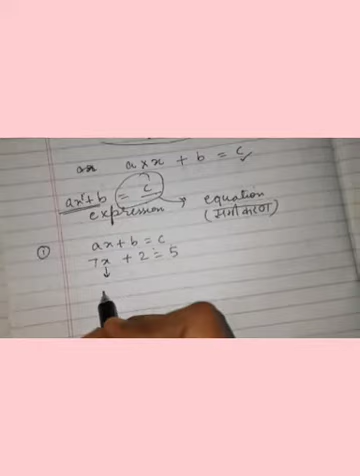 a x x + b = c
ax + b = c
expression
equation
(समीकरण)
①
ax + b = c
7x + 2 = 5